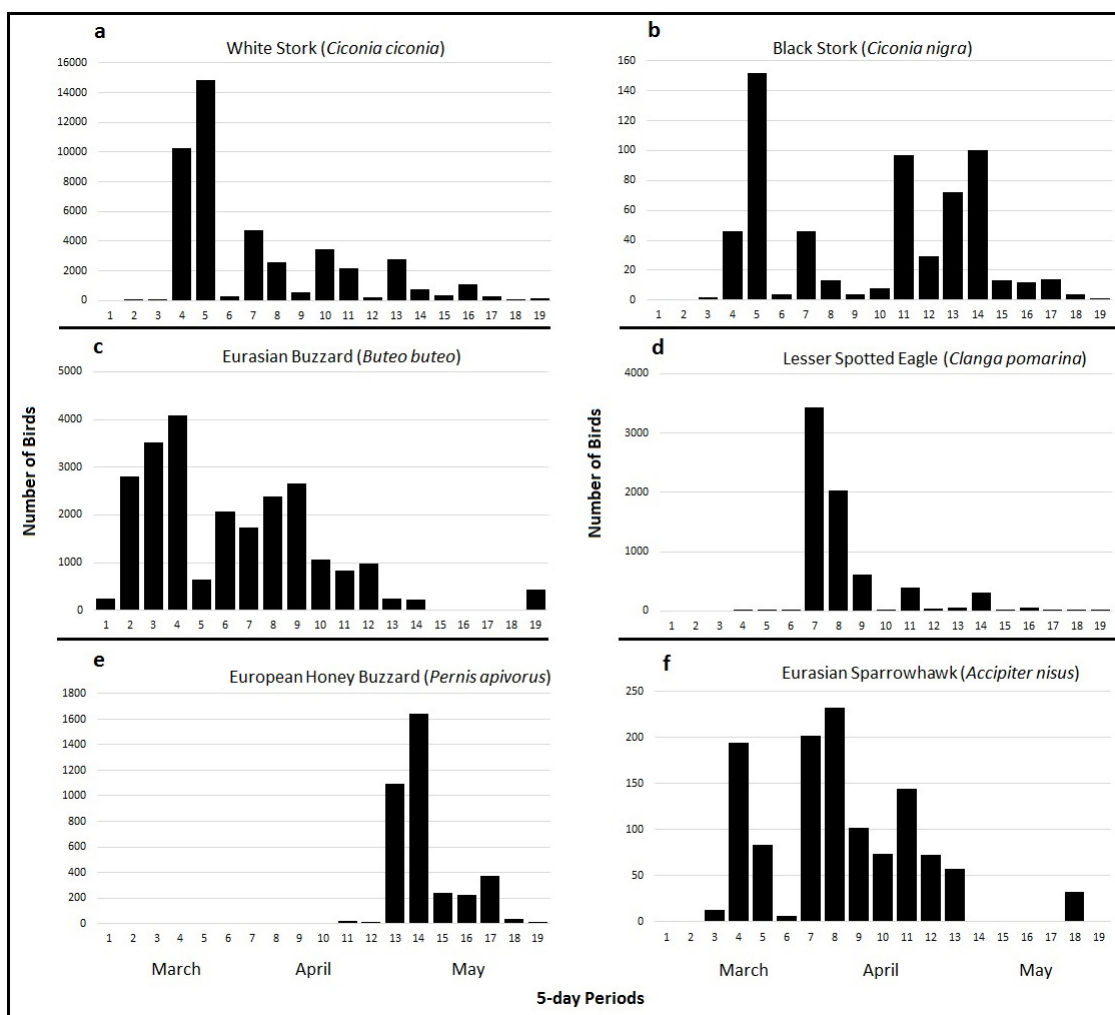 a
White Stork (Ciconia ciconia)
16000
14000
12000
10000
8000
6000
4000
2000
0
1 2 3 4 5 6 7 8 9 10 11 12 13 14 15 16 17 18 19
b
Black Stork (Ciconia nigra)
160
140
120
100
80
60
40
20
0
1 2 3 4 5 6 7 8 9 10 11 12 13 14 15 16 17 18 19
c
Eurasian Buzzard (Buteo buteo)
Number of Birds
5000
4000
3000
2000
1000
0
1 2 3 4 5 6 7 8 9 10 11 12 13 14 15 16 17 18 19
d
Lesser Spotted Eagle (Clanga pomarina)
Number of Birds
4000
3000
2000
1000
0
1 2 3 4 5 6 7 8 9 10 11 12 13 14 15 16 17 18 19
e
European Honey Buzzard (Pernis apivorus)
1800
1600
1400
1200
1000
800
600
400
200
0
1 2 3 4 5 6 7 8 9 10 11 12 13 14 15 16 17 18 19
March April May
f
Eurasian Sparrowhawk (Accipiter nisus)
250
200
150
100
50
0
1 2 3 4 5 6 7 8 9 10 11 12 13 14 15 16 17 18 19
March April May
5-day Periods